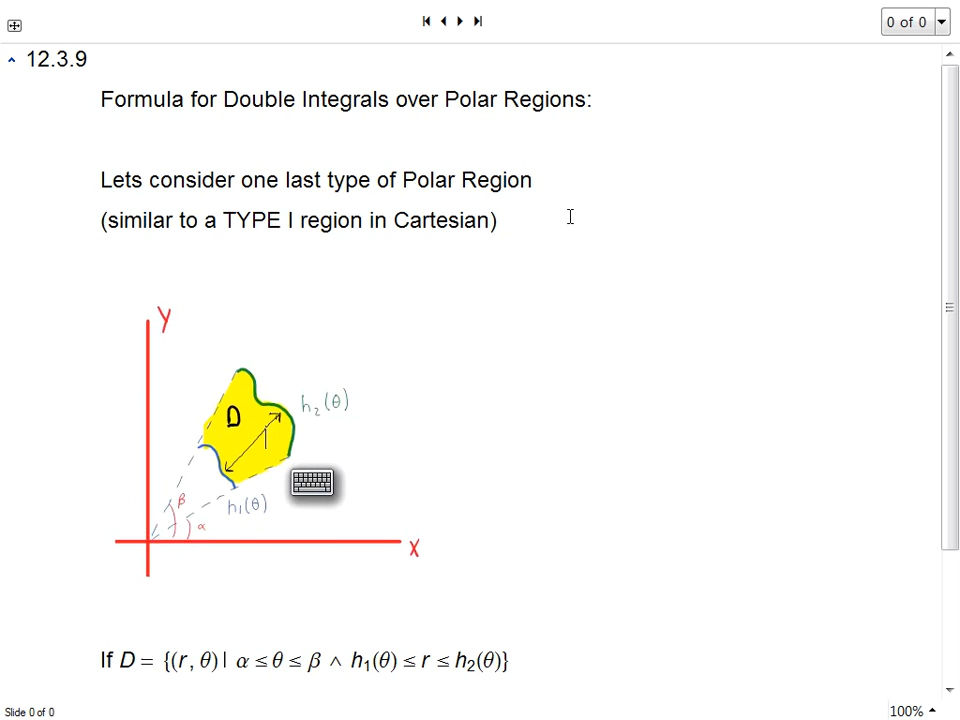 0 of 0
12.3.9
Formula for Double Integrals over Polar Regions:
Lets consider one last type of Polar Region
(similar to a TYPE I region in Cartesian)
Y
D
h₂(θ)
β
h₁(θ)
α
X
If D = {(r, θ) | α ≤ θ ≤ β ∧ h₁(θ) ≤ r ≤ h₂(θ)}
Slide 0 of 0
100%